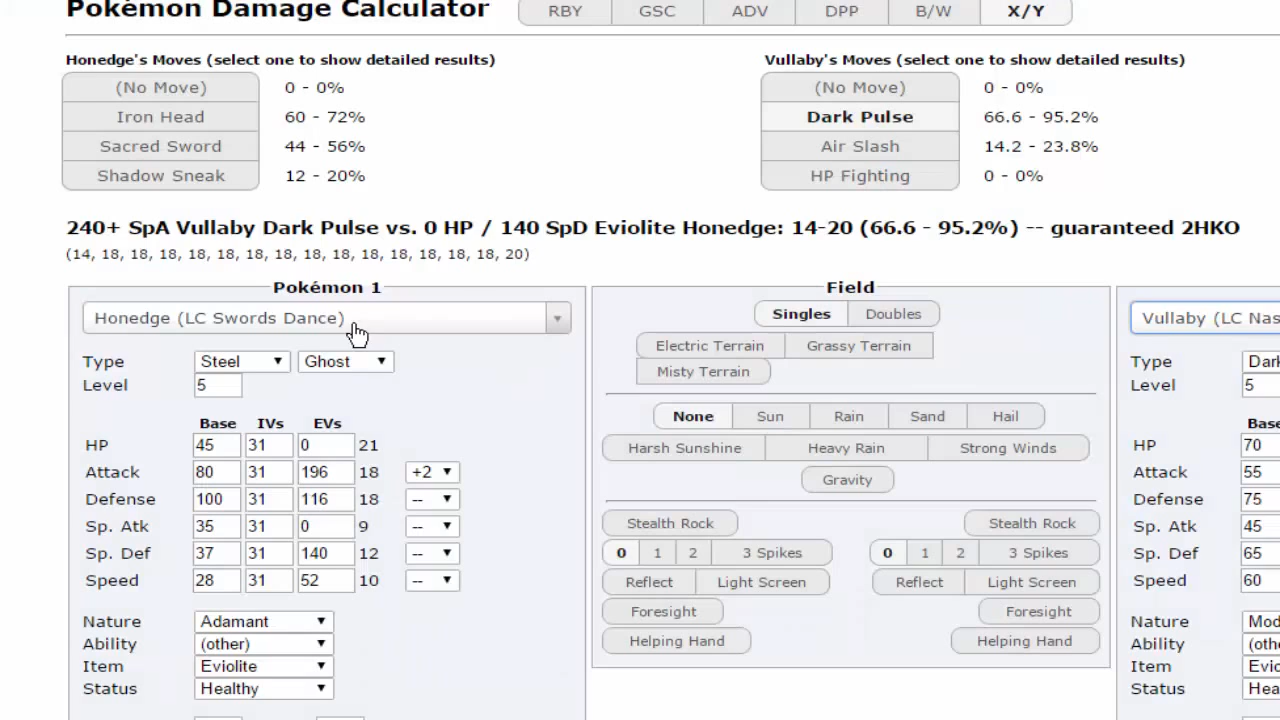 Pokémon Damage Calculator RBY GSC ADV DPP B/W X/Y
Honedge's Moves (select one to show detailed results)
(No Move) 0 - 0%
Iron Head 60 - 72%
Sacred Sword 44 - 56%
Shadow Sneak 12 - 20%
Vullaby's Moves (select one to show detailed results)
(No Move) 0 - 0%
Dark Pulse 66.6 - 95.2%
Air Slash 14.2 - 23.8%
HP Fighting 0 - 0%
240+ SpA Vullaby Dark Pulse vs. 0 HP / 140 SpD Eviolite Honedge: 14-20 (66.6 - 95.2%) -- guaranteed 2HKO
(14, 18, 18, 18, 18, 18, 18, 18, 18, 18, 18, 18, 18, 18, 18, 20)
Pokémon 1
Honedge (LC Swords Dance)
Type Steel Ghost
Level 5
Base IVs EVs
HP 45 31 0 21
Attack 80 31 196 18 +2
Defense 100 31 116 18 --
Sp. Atk 35 31 0 9 --
Sp. Def 37 31 140 12 --
Speed 28 31 52 10 --
Nature Adamant
Ability (other)
Item Eviolite
Status Healthy
Field
Singles Doubles
Electric Terrain Grassy Terrain
Misty Terrain
None Sun Rain Sand Hail
Harsh Sunshine Heavy Rain Strong Winds
Gravity
Stealth Rock Stealth Rock
0 1 2 3 Spikes 0 1 2 3 Spikes
Reflect Light Screen Reflect Light Screen
Foresight Foresight
Helping Hand Helping Hand
Vullaby (LC Nas
Type Dark
Level 5
Base
HP 70
Attack 55
Defense 75
Sp. Atk 45
Sp. Def 65
Speed 60
Nature Mod
Ability (othe
Item Evio
Status Hea